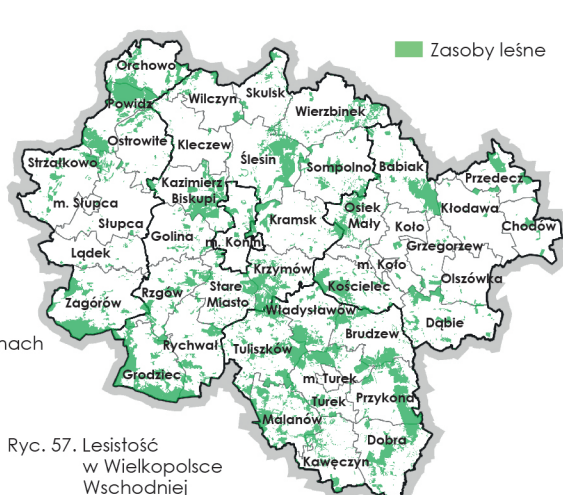 Zasoby leśne
Orchowo
Powidz
Wilczyn
Skulsk
Wierzbinek
Ostrowite
Kleczew
Strzałkowo
Ślesin
Sompolno
Babiak
Przedecz
Kazimierz
Biskupi
m. Słupca
Osiek
Mały
Kłodawa
Słupca
Kramsk
Koło
Chodów
Golina
m. Konin
Grzegorzew
Lądek
Krzymów
m. Koło
Olszówka
Zagórów
Rzgów
Stare
Miasto
Kościelec
Władysławów
Dąbie
Brudzew
nach
Rychwał
Tuliszków
Grodziec
m. Turek
Turek
Przykona
Malanów
Dobra
Kawęczyn
Ryc. 57. Lesistość
w Wielkopolsce
Wschodniej